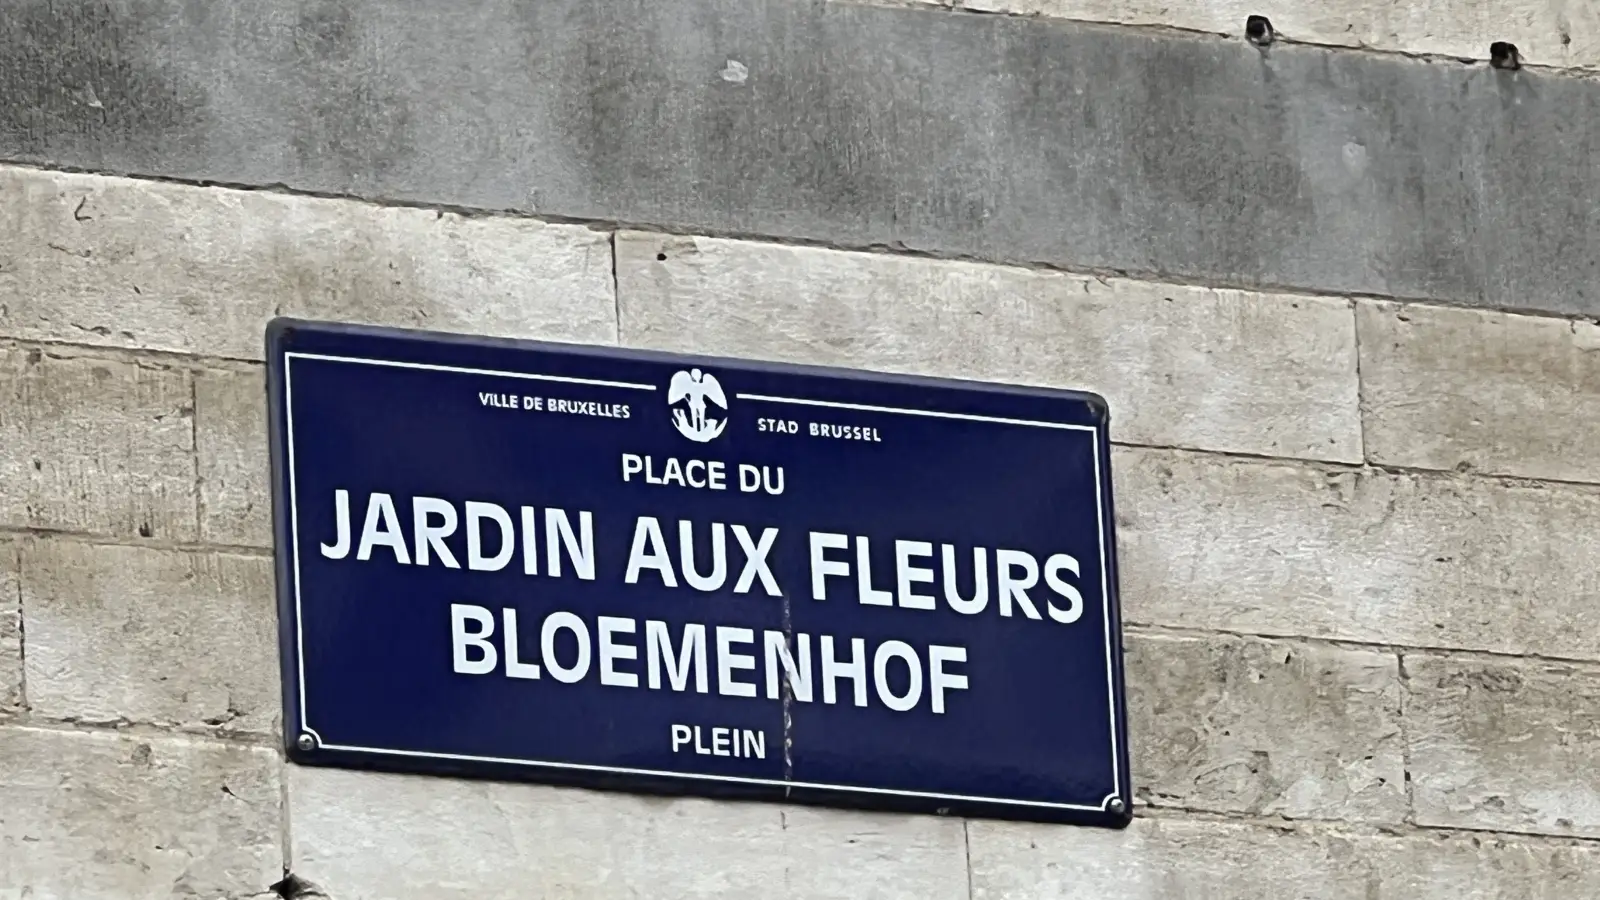 VILLE DE BRUXELLES STAD BRUSSEL
PLACE DU
JARDIN AUX FLEURS
BLOEMENHOF
PLEIN